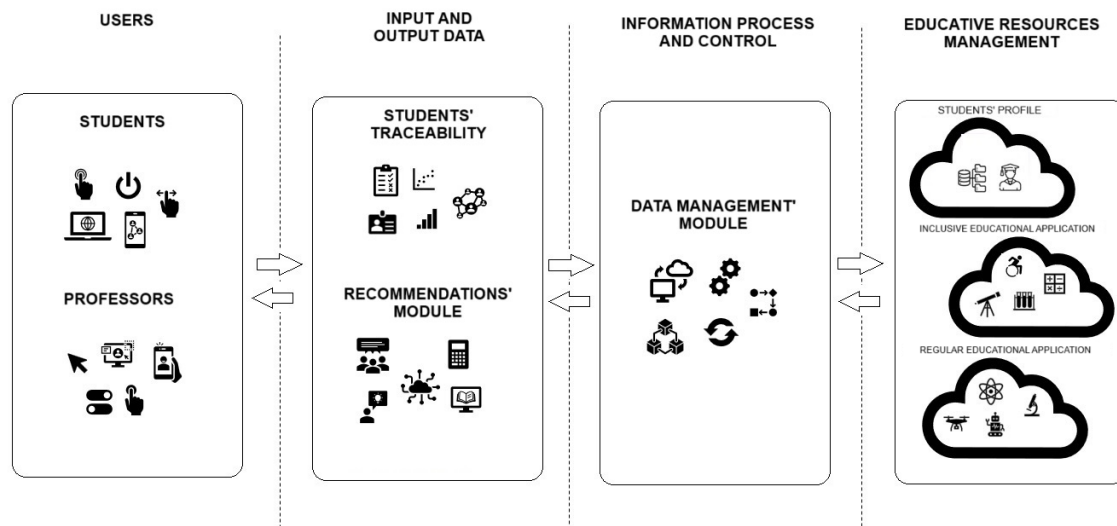 USERS
INPUT AND
OUTPUT DATA
INFORMATION PROCESS
AND CONTROL
EDUCATIVE RESOURCES
MANAGEMENT
STUDENTS
PROFESSORS
STUDENTS'
TRACEABILITY
RECOMMENDATIONS'
MODULE
DATA MANAGEMENT'
MODULE
STUDENTS' PROFILE
INCLUSIVE EDUCATIONAL APPLICATION
REGULAR EDUCATIONAL APPLICATION